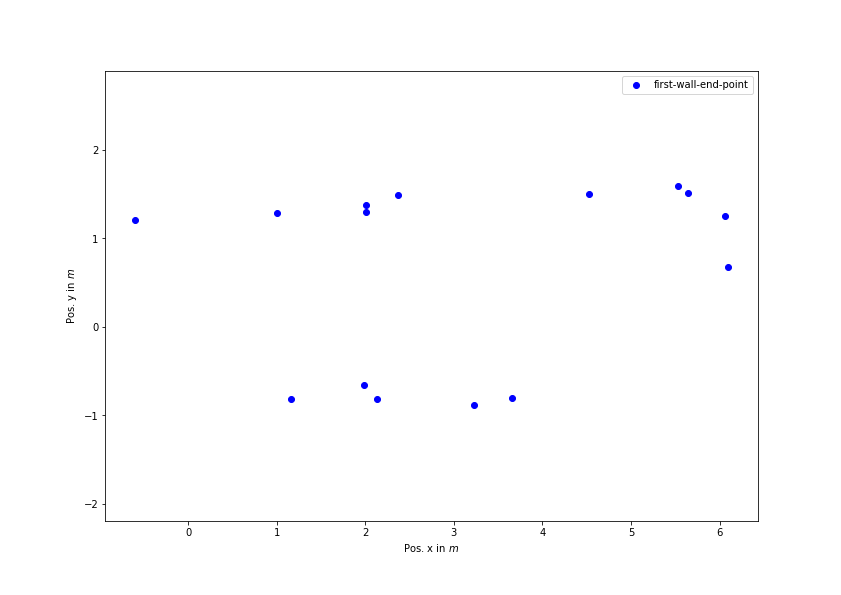 first-wall-end-point
2
1
0
−1
−2
Pos. y in m
0 1 2 3 4 5 6
Pos. x in m